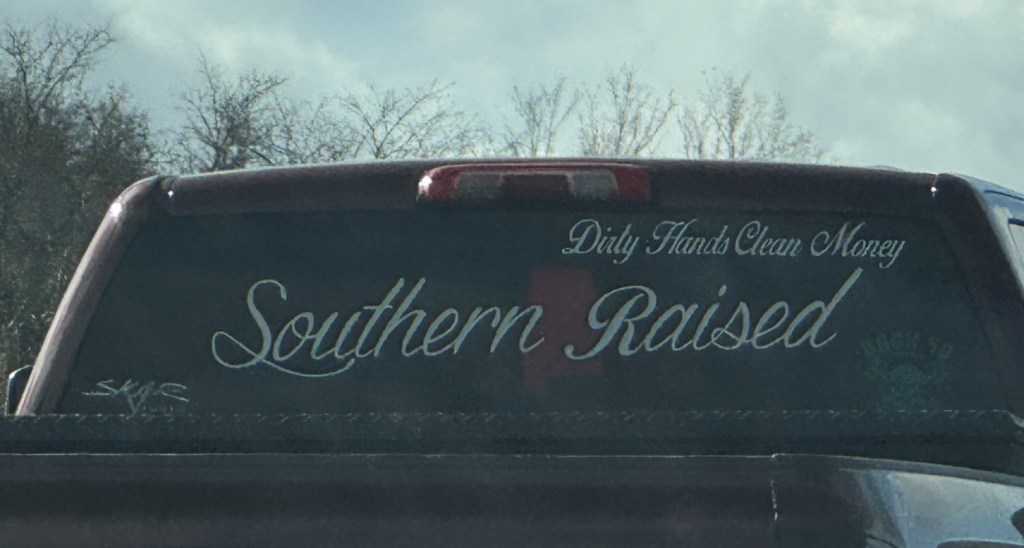 Dirty Hands Clean Money
Southern Raised